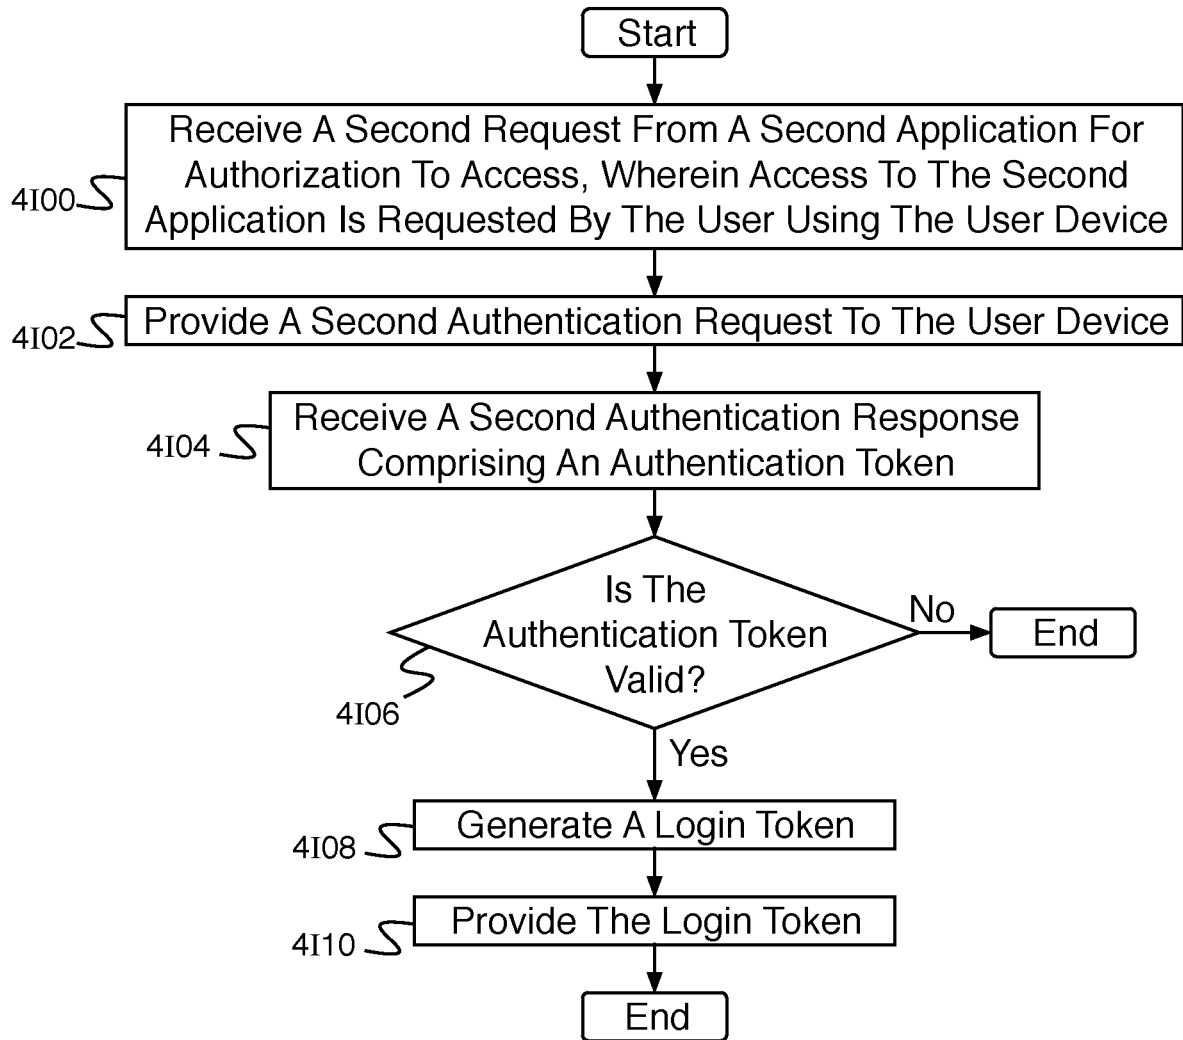 Start
Receive A Second Request From A Second Application For
Authorization To Access, Wherein Access To The Second
Application Is Requested By The User Using The User Device
4I00
Provide A Second Authentication Request To The User Device
4I02
Receive A Second Authentication Response
Comprising An Authentication Token
4I04
Is The
Authentication Token
Valid?
No
End
4I06
Yes
Generate A Login Token
4I08
Provide The Login Token
4I10
End